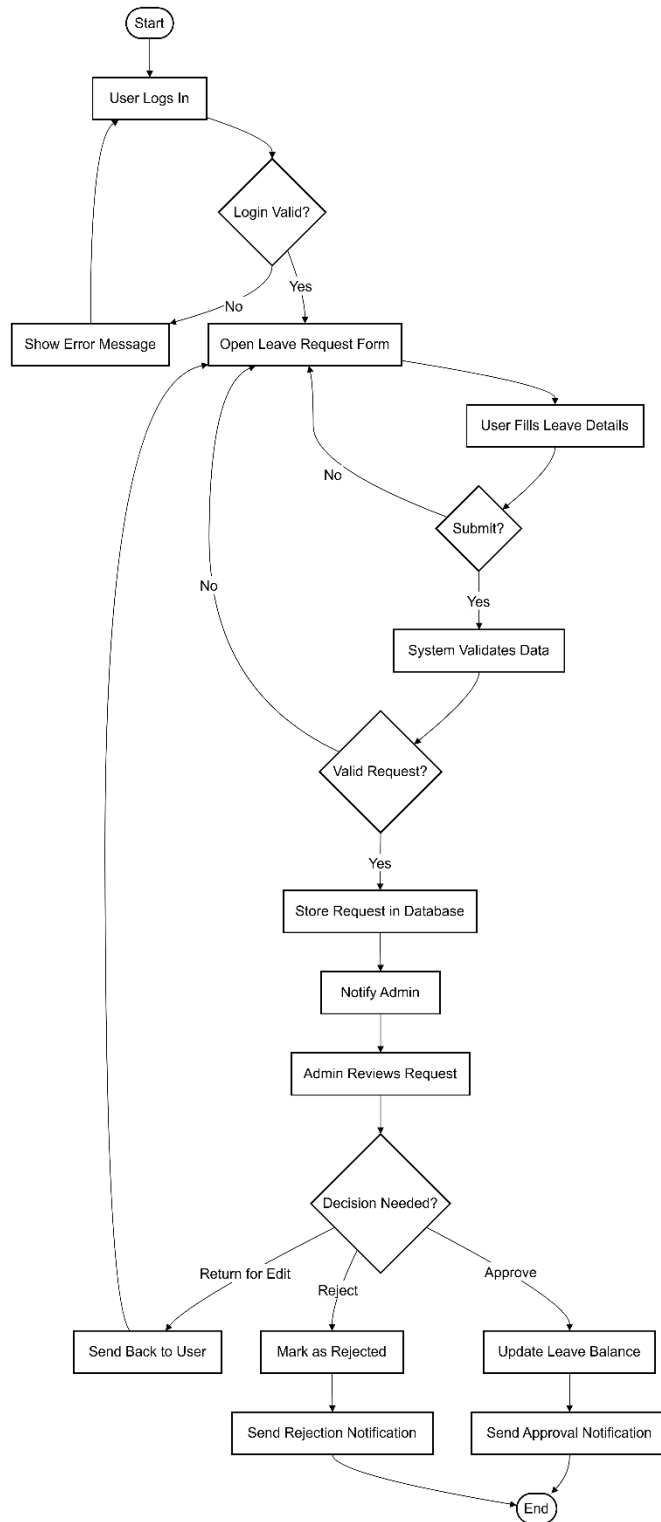 Start
User Logs In
Login Valid?
No
Yes
Show Error Message
Open Leave Request Form
User Fills Leave Details
No
Submit?
No
Yes
System Validates Data
Valid Request?
Yes
Store Request in Database
Notify Admin
Admin Reviews Request
Decision Needed?
Return for Edit
Reject
Approve
Send Back to User
Mark as Rejected
Update Leave Balance
Send Rejection Notification
Send Approval Notification
End